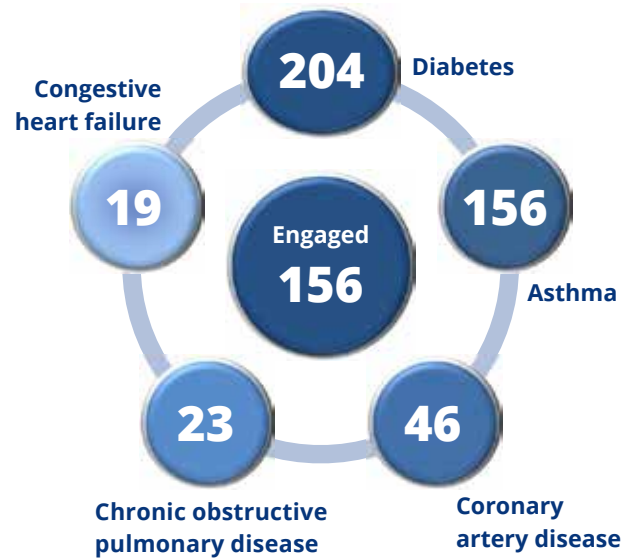 204
Diabetes
156
Asthma
46
Coronary
artery disease
23
Chronic obstructive
pulmonary disease
19
Congestive
heart failure
Engaged
156